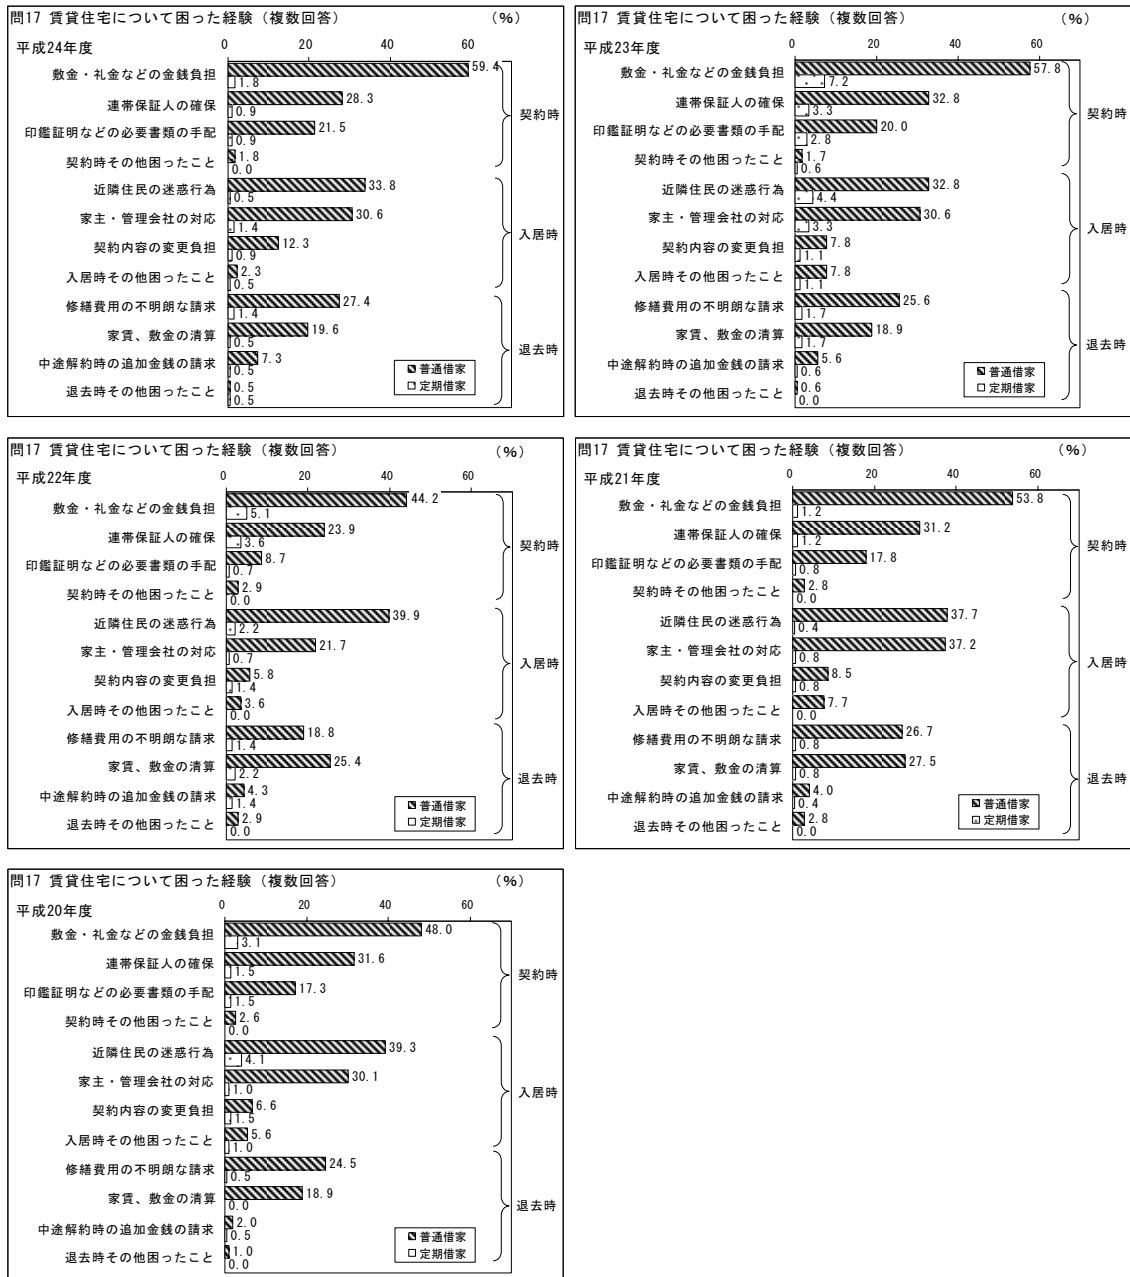 問17 賃貸住宅について困った経験（複数回答） （%）
平成24年度
0 20 40 60
敷金・礼金などの金銭負担 59.4 1.8
連帯保証人の確保 28.3 0.9
印鑑証明などの必要書類の手配 21.5 0.9
契約時その他困ったこと 1.8 0.0
契約時
近隣住民の迷惑行為 33.8 0.5
家主・管理会社の対応 30.6 1.4
契約内容の変更負担 12.3 0.9
入居時その他困ったこと 2.3 0.5
入居時
修繕費用の不明朗な請求 27.4 1.4
家賃、敷金の清算 19.6 0.5
中途解約時の追加金銭の請求 7.3 0.5
退去時その他困ったこと 0.5 0.5
退去時
普通借家
定期借家
問17 賃貸住宅について困った経験（複数回答） （%）
平成23年度
0 20 40 60
敷金・礼金などの金銭負担 57.8 7.2
連帯保証人の確保 32.8 3.3
印鑑証明などの必要書類の手配 20.0 2.8
契約時その他困ったこと 1.7 0.6
契約時
近隣住民の迷惑行為 32.8 4.4
家主・管理会社の対応 30.6 3.3
契約内容の変更負担 7.8 1.1
入居時その他困ったこと 7.8 1.1
入居時
修繕費用の不明朗な請求 25.6 1.7
家賃、敷金の清算 18.9 1.7
中途解約時の追加金銭の請求 5.6 0.6
退去時その他困ったこと 0.6 0.0
退去時
普通借家
定期借家
問17 賃貸住宅について困った経験（複数回答） （%）
平成22年度
0 20 40 60
敷金・礼金などの金銭負担 44.2 5.1
連帯保証人の確保 23.9 3.6
印鑑証明などの必要書類の手配 8.7 0.7
契約時その他困ったこと 2.9 0.0
契約時
近隣住民の迷惑行為 39.9 2.2
家主・管理会社の対応 21.7 0.7
契約内容の変更負担 5.8 1.4
入居時その他困ったこと 3.6 0.0
入居時
修繕費用の不明朗な請求 18.8 1.4
家賃、敷金の清算 25.4 2.2
中途解約時の追加金銭の請求 4.3 1.4
退去時その他困ったこと 2.9 0.0
退去時
普通借家
定期借家
問17 賃貸住宅について困った経験（複数回答） （%）
平成21年度
0 20 40 60
敷金・礼金などの金銭負担 53.8 1.2
連帯保証人の確保 31.2 1.2
印鑑証明などの必要書類の手配 17.8 0.8
契約時その他困ったこと 2.8 0.0
契約時
近隣住民の迷惑行為 37.7 0.4
家主・管理会社の対応 37.2 0.8
契約内容の変更負担 8.5 0.8
入居時その他困ったこと 7.7 0.0
入居時
修繕費用の不明朗な請求 26.7 0.8
家賃、敷金の清算 27.5 0.8
中途解約時の追加金銭の請求 4.0 0.4
退去時その他困ったこと 2.8 0.0
退去時
普通借家
定期借家
問17 賃貸住宅について困った経験（複数回答） （%）
平成20年度
0 20 40 60
敷金・礼金などの金銭負担 48.0 3.1
連帯保証人の確保 31.6 1.5
印鑑証明などの必要書類の手配 17.3 1.5
契約時その他困ったこと 2.6 0.0
契約時
近隣住民の迷惑行為 39.3 4.1
家主・管理会社の対応 30.1 1.0
契約内容の変更負担 6.6 1.5
入居時その他困ったこと 5.6 1.0
入居時
修繕費用の不明朗な請求 24.5 0.5
家賃、敷金の清算 18.9 0.0
中途解約時の追加金銭の請求 2.0 0.5
退去時その他困ったこと 1.0 0.0
退去時
普通借家
定期借家